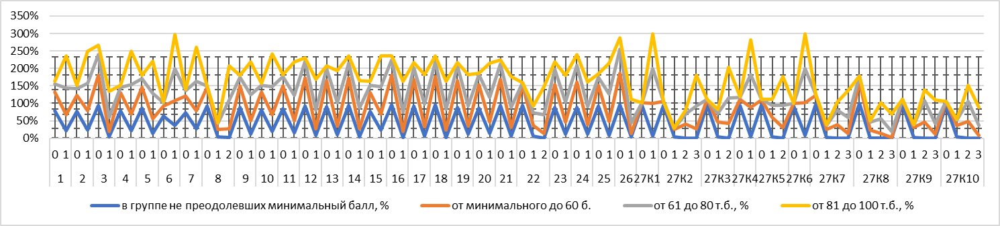 350%
300%
250%
200%
150%
100%
50%
0%
0 1 0 1 0 1 0 1 0 1 0 1 0 1 0 1 2 0 1 0 1 0 1 0 1 0 1 0 1 0 1 0 1 0 1 0 1 0 1 0 1 0 1 0 1 2 0 1 0 1 0 1 0 1 0 1 0 1 2 3 0 1 2 0 1 0 1 2 0 1 0 1 2 3 0 1 2 3 0 1 2 3 0 1 2 3
1 2 3 4 5 6 7 8 9 10 11 12 13 14 15 16 17 18 19 20 21 22 23 24 25 26 27К1 27К2 27К3 27К4 27К5 27К6 27К7 27К8 27К9 27К10
в группе не преодолевших минимальный балл, % от минимального до 60 б. от 61 до 80 т.б., % от 81 до 100 т.б., %